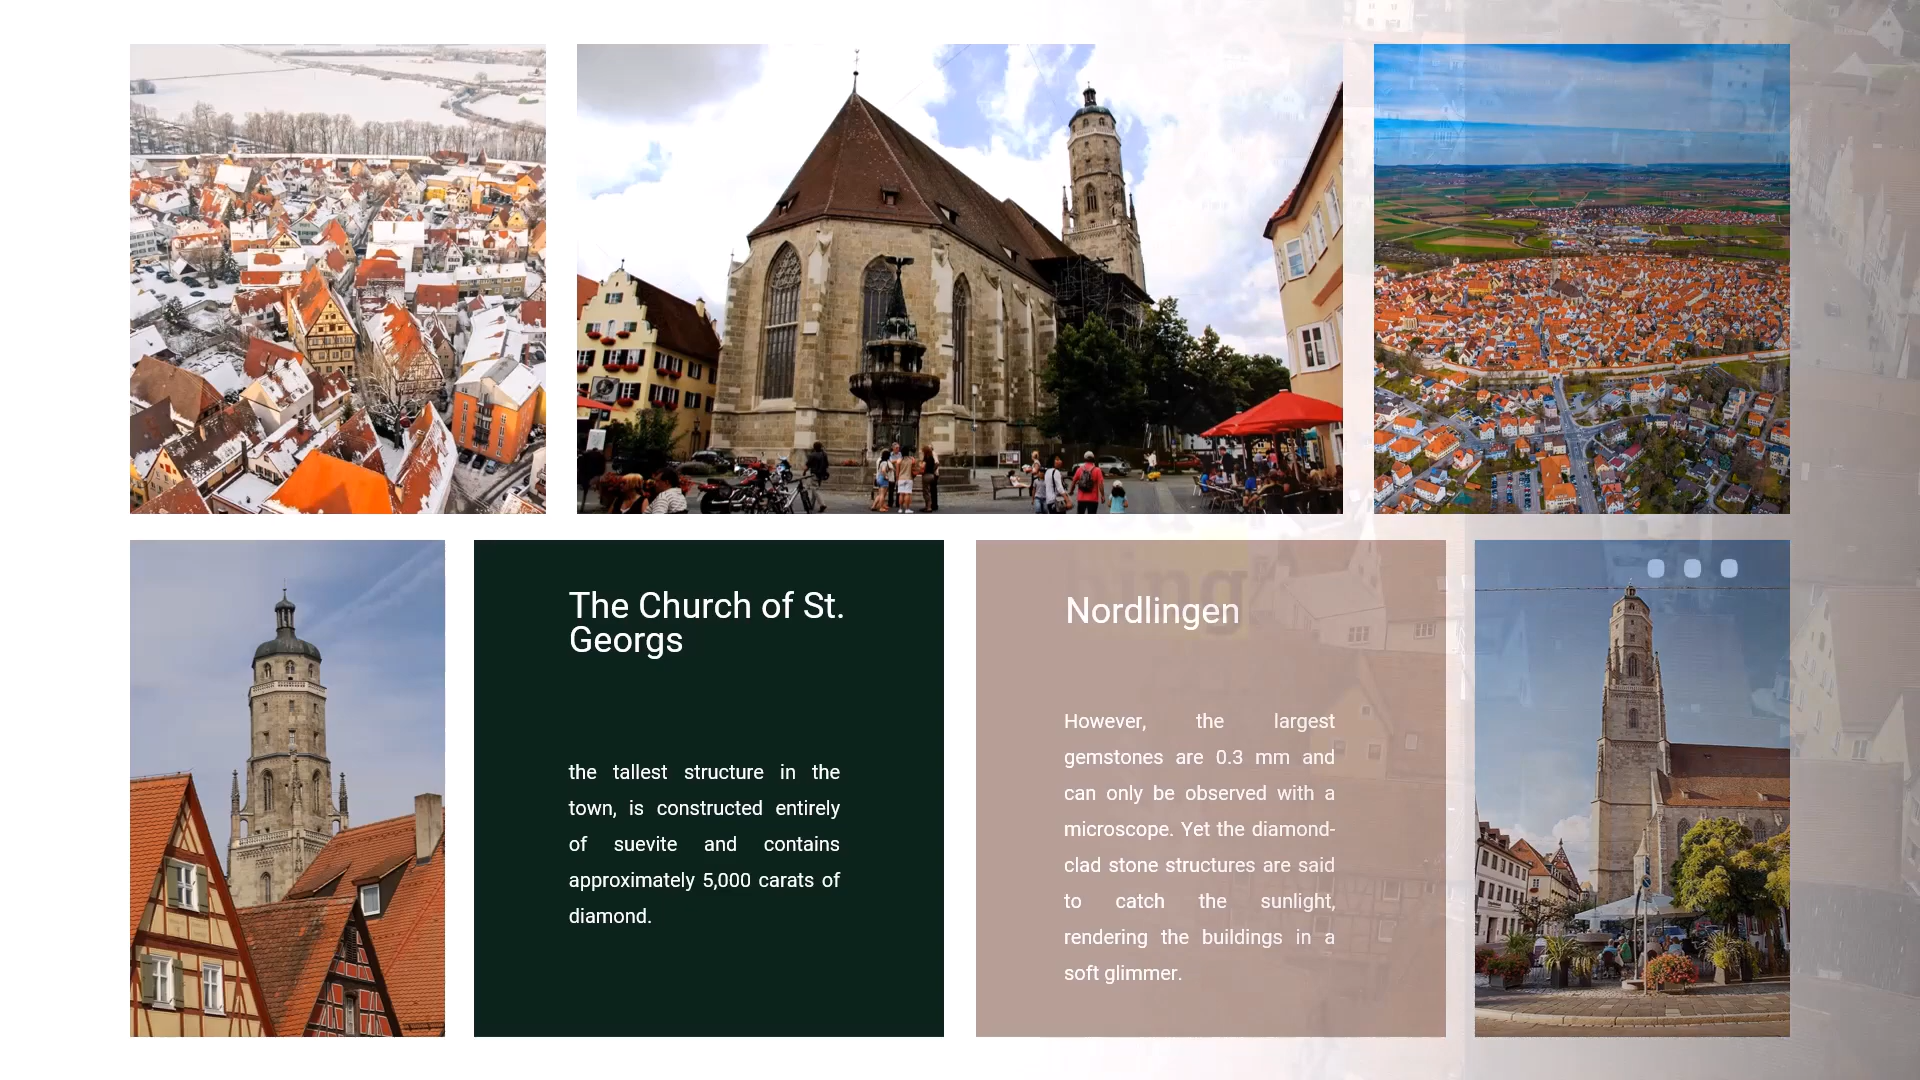 The Church of St.
Georgs
the tallest structure in the
town, is constructed entirely
of suevite and contains
approximately 5,000 carats of
diamond.
Nordlingen
However, the largest
gemstones are 0.3 mm and
can only be observed with a
microscope. Yet the diamond-
clad stone structures are said
to catch the sunlight,
rendering the buildings in a
soft glimmer.